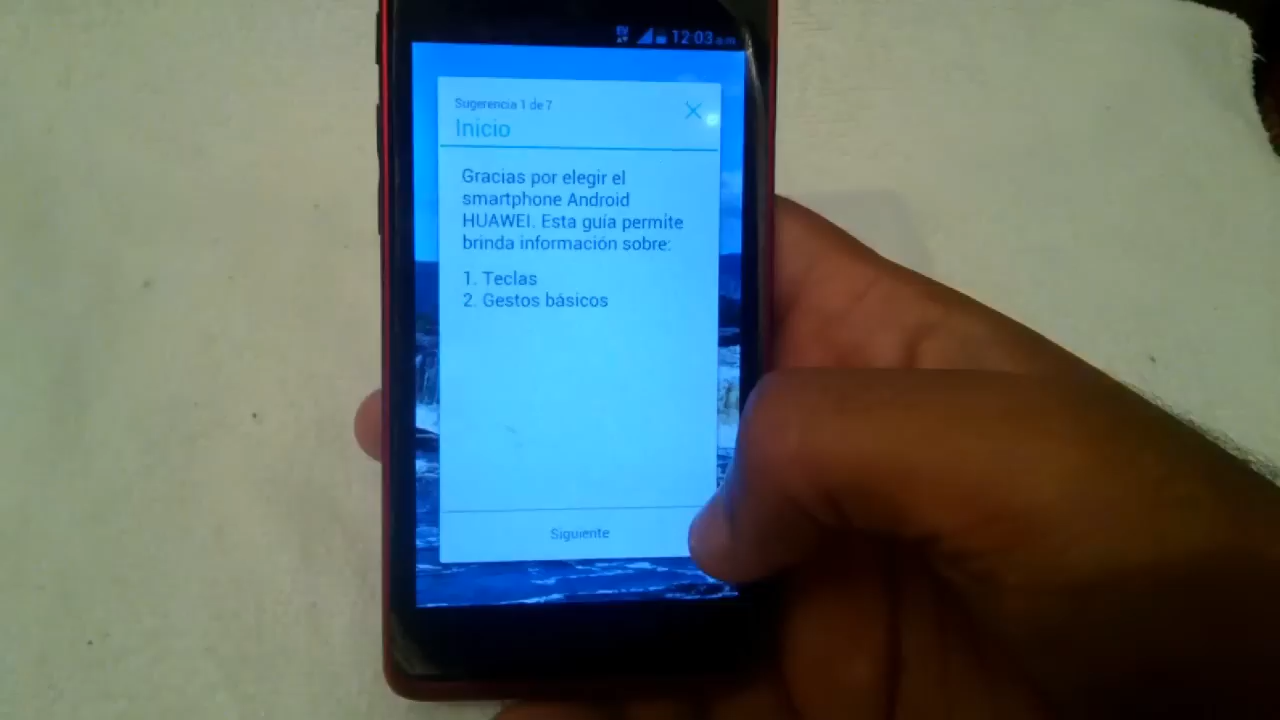 EV
12:03 a.m.
Sugerencia 1 de 7
Inicio
Gracias por elegir el
smartphone Android
HUAWEI. Esta guía permite
brinda información sobre:
1. Teclas
2. Gestos básicos
Siguiente